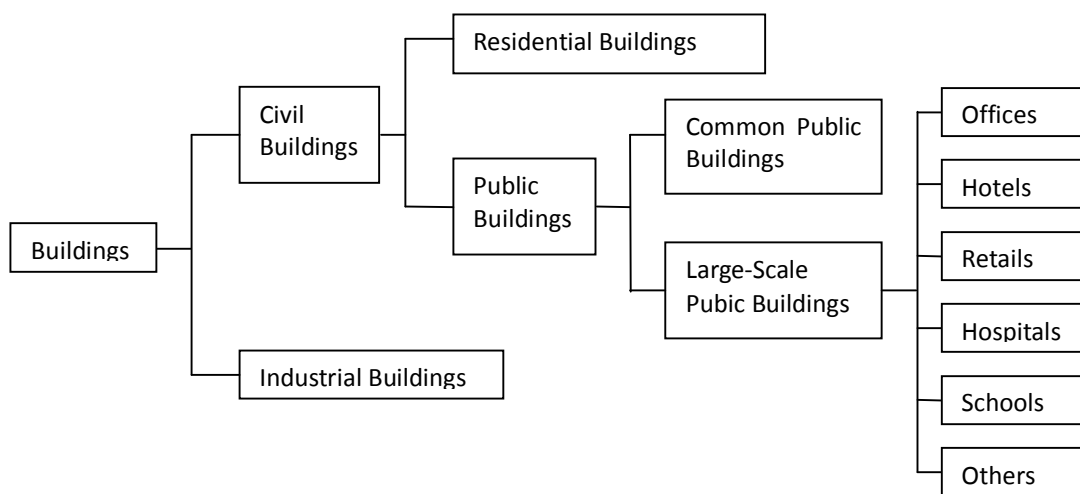 Residential Buildings
Civil
Buildings
Public
Buildings
Common Public
Buildings
Large-Scale
Pubic Buildings
Buildings
Industrial Buildings
Offices
Hotels
Retails
Hospitals
Schools
Others